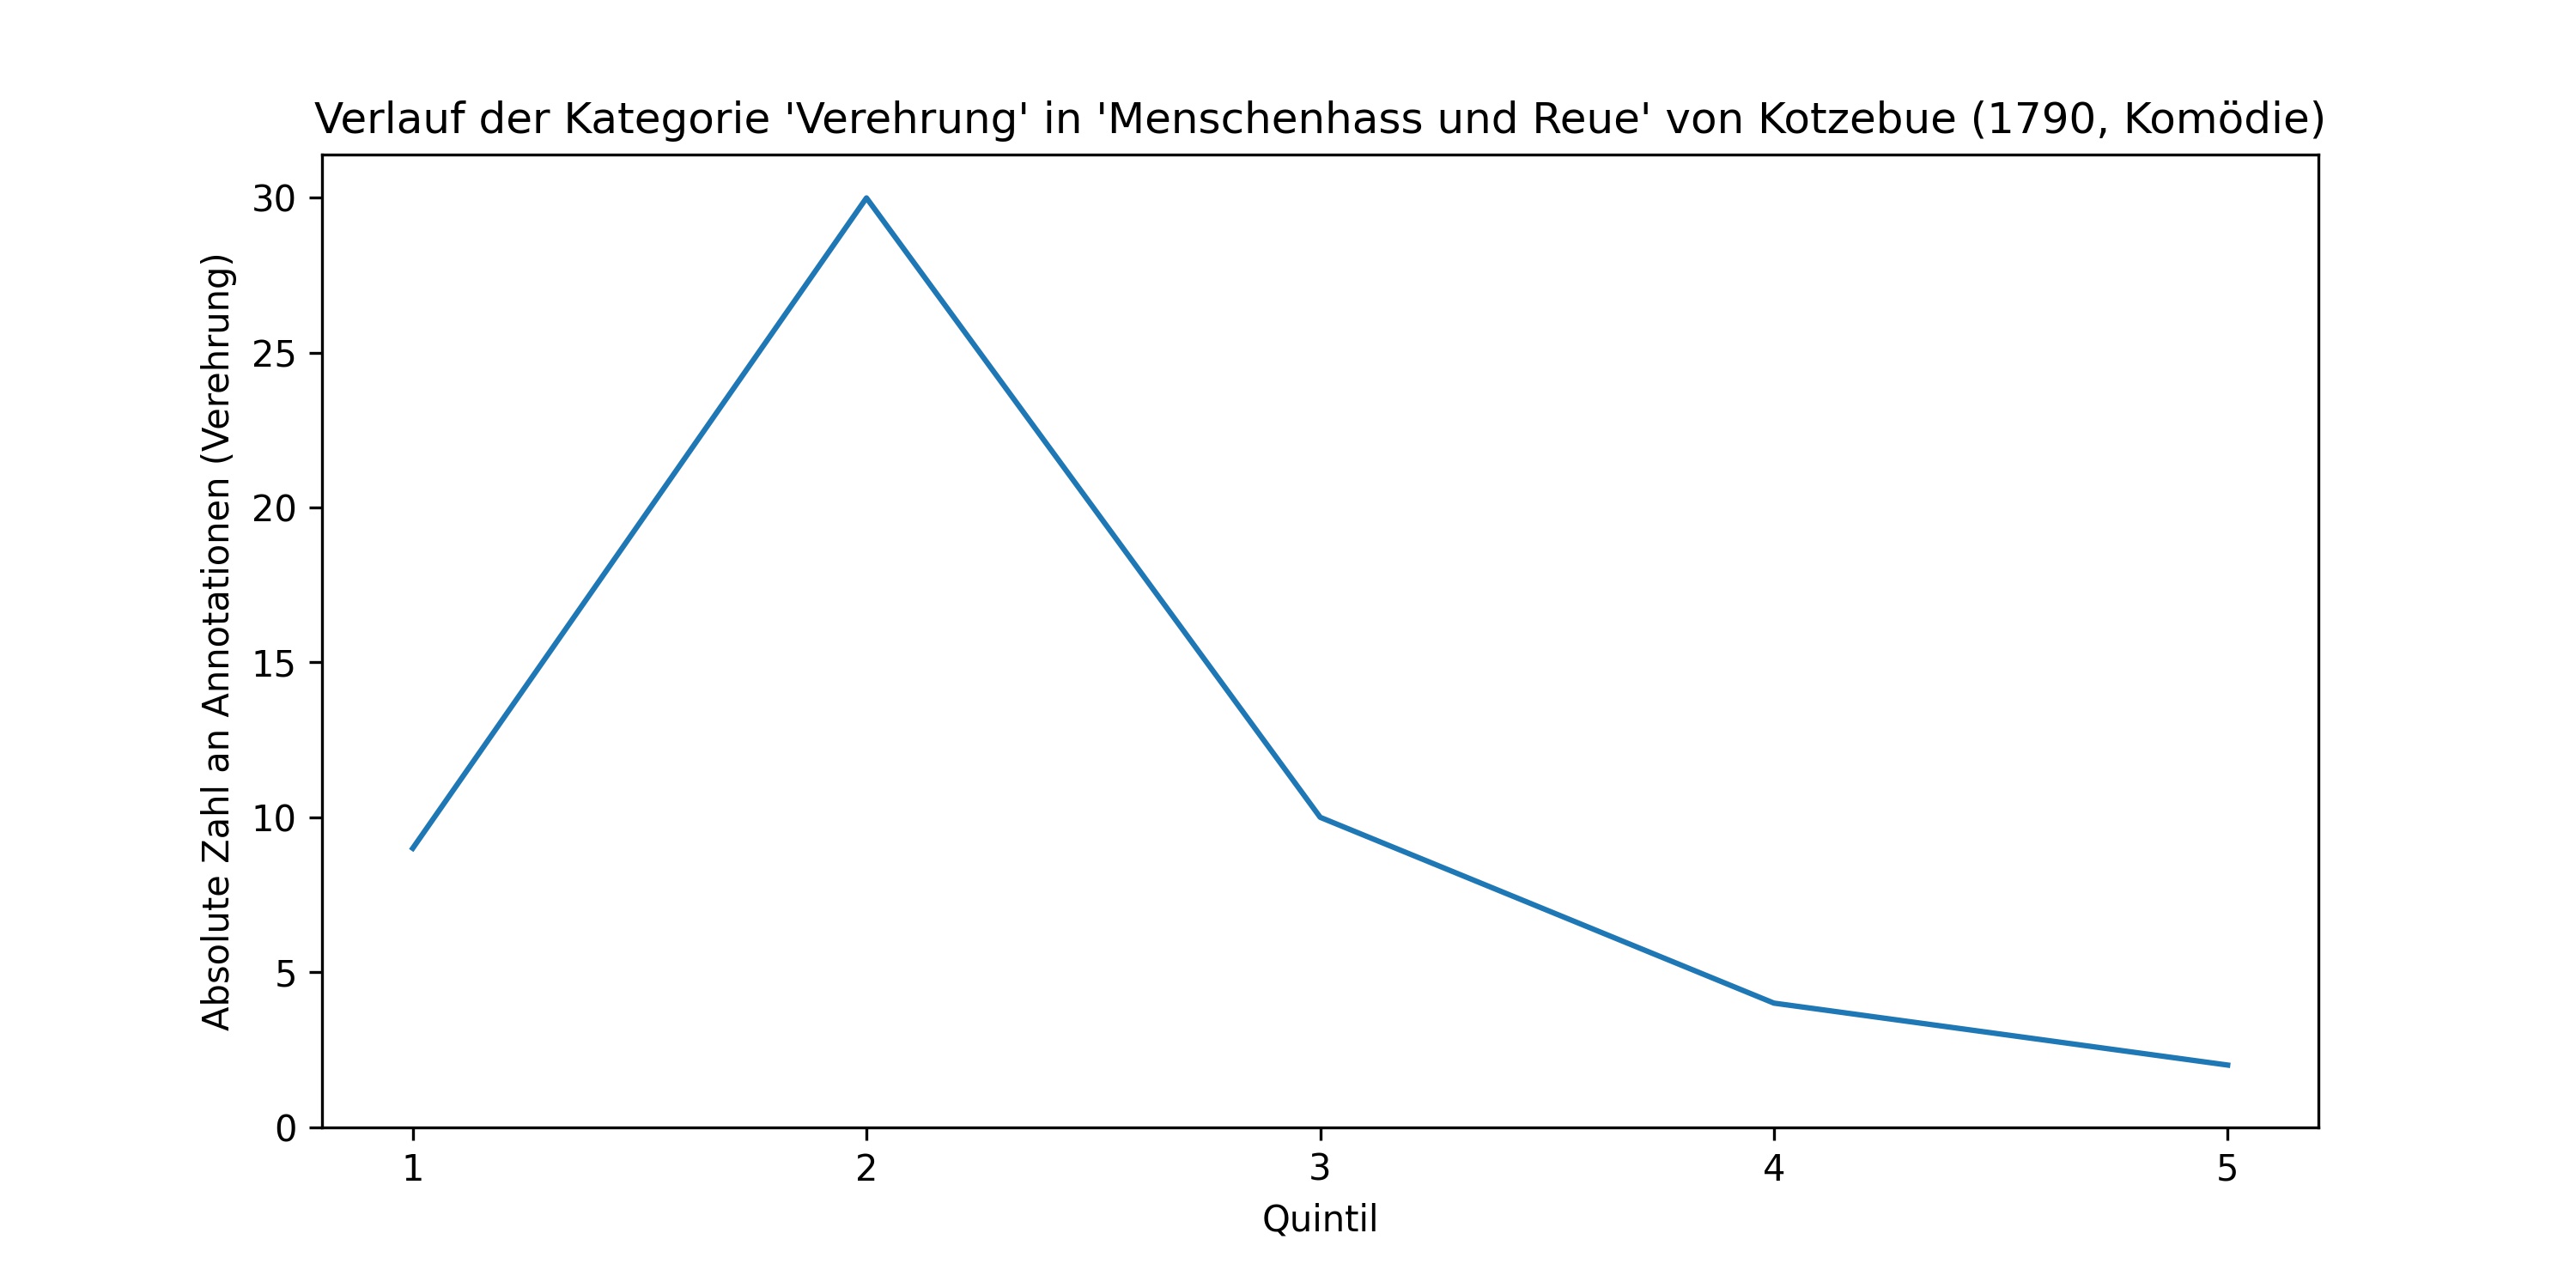 Verlauf der Kategorie 'Verehrung' in 'Menschenhass und Reue' von Kotzebue (1790, Komödie)
Absolute Zahl an Annotationen (Verehrung)
30
25
20
15
10
5
0
1 2 3 4 5
Quintil